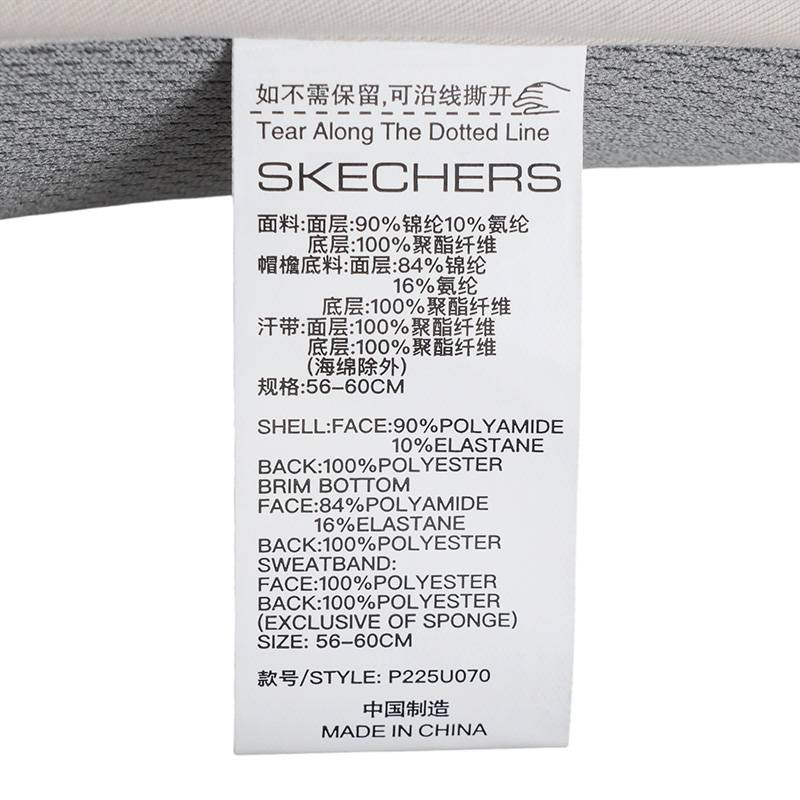 如不需保留,可沿线撕开
Tear Along The Dotted Line
SKECHERS
面料:面层:90%锦纶10%氨纶
底层:100%聚酯纤维
帽檐底料:面层:84%锦纶
16%氨纶
底层:100%聚酯纤维
汗带:面层:100%聚酯纤维
底层:100%聚酯纤维
(海绵除外)
规格:56-60CM
SHELL:FACE:90%POLYAMIDE
10%ELASTANE
BACK:100%POLYESTER
BRIM BOTTOM
FACE:84%POLYAMIDE
16%ELASTANE
BACK:100%POLYESTER
SWEATBAND:
FACE:100%POLYESTER
BACK:100%POLYESTER
(EXCLUSIVE OF SPONGE)
SIZE: 56-60CM
款号/STYLE: P225U070
中国制造
MADE IN CHINA